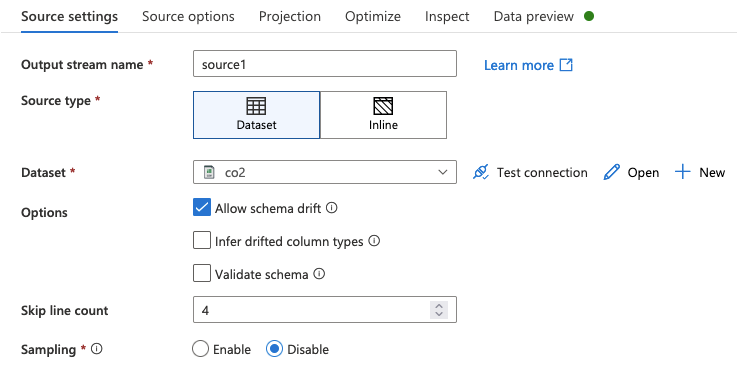 Source settings Source options Projection Optimize Inspect Data preview
Output stream name * source1 Learn more
Source type *
Dataset Inline
Dataset * co2 Test connection Open New
Options Allow schema drift
Infer drifted column types
Validate schema
Skip line count 4
Sampling * Enable Disable